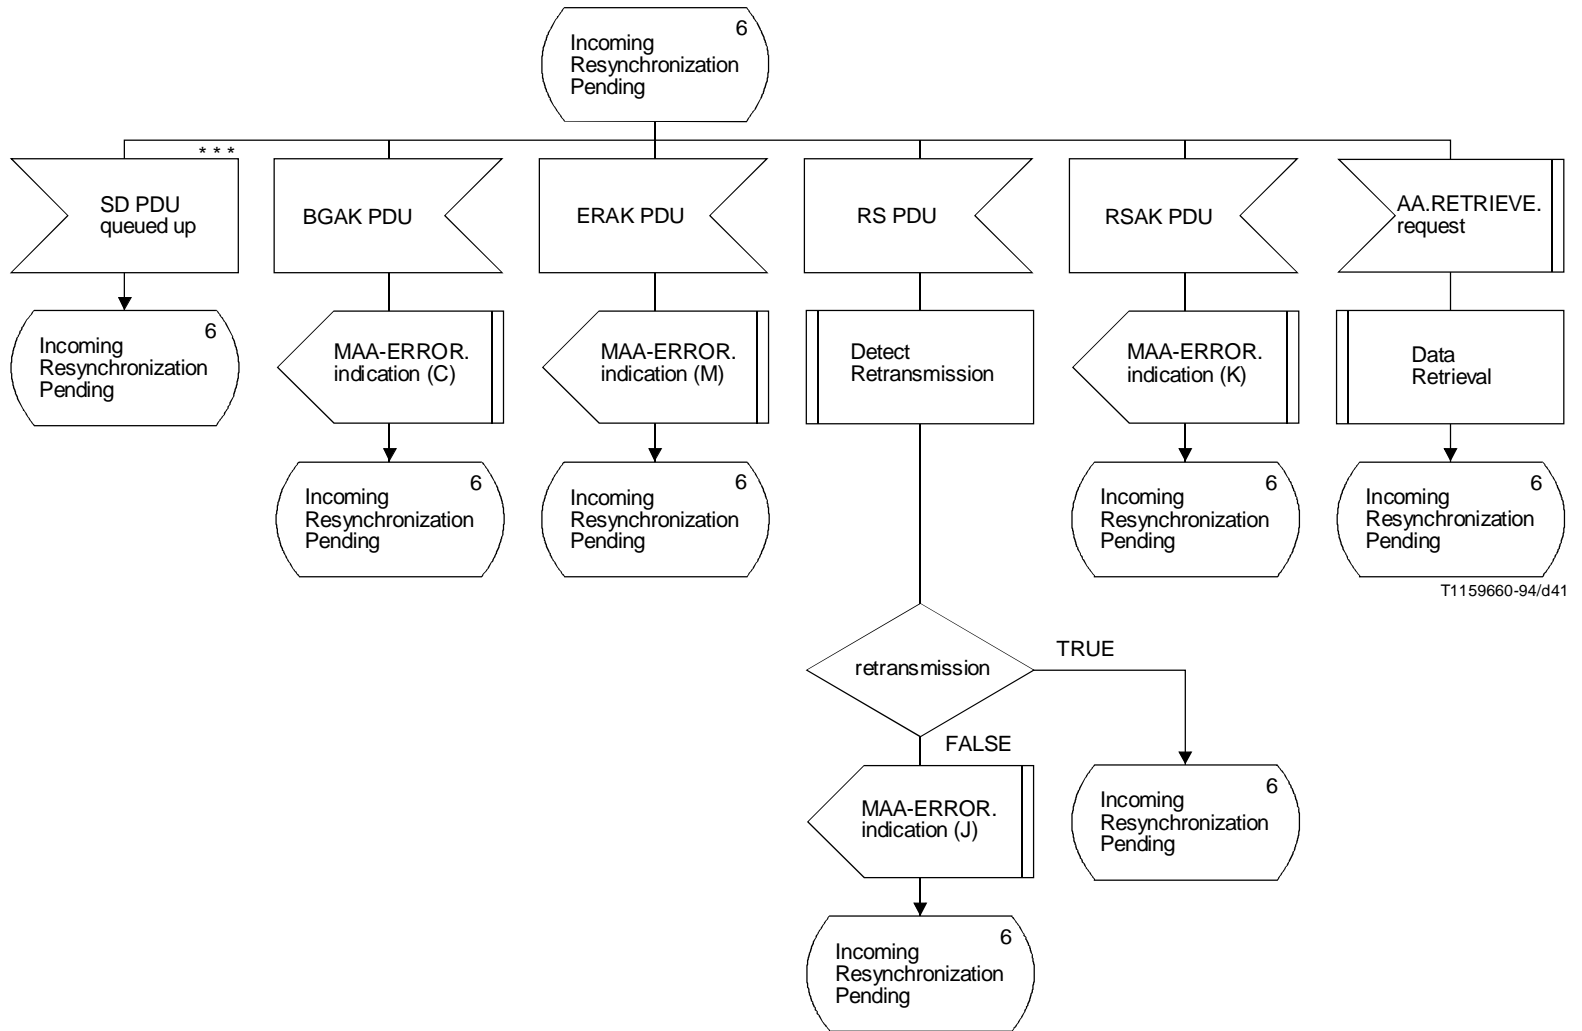 6
Incoming
Resynchronization
Pending
* * *
SD PDU
queued up
BGAK PDU
ERAK PDU
RS PDU
RSAK PDU
AA.RETRIEVE.
request
6
Incoming
Resynchronization
Pending
MAA-ERROR.
indication (C)
MAA-ERROR.
indication (M)
Detect
Retransmission
MAA-ERROR.
indication (K)
Data
Retrieval
6
Incoming
Resynchronization
Pending
6
Incoming
Resynchronization
Pending
6
Incoming
Resynchronization
Pending
6
Incoming
Resynchronization
Pending
T1159660-94/d41
retransmission
TRUE
FALSE
MAA-ERROR.
indication (J)
6
Incoming
Resynchronization
Pending
6
Incoming
Resynchronization
Pending